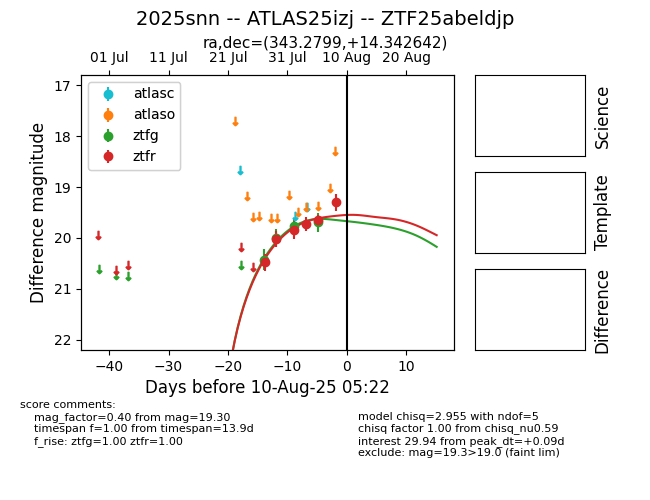 2025snn -- ATLAS25izj -- ZTF25abeldjp
ra,dec=(343.2799,+14.342642)
01 Jul 11 Jul 21 Jul 31 Jul 10 Aug 20 Aug
17
18
19
20
21
22
Difference magnitude
atlasc
atlaso
ztfg
ztfr
−40 −30 −20 −10 0 10
Days before 10-Aug-25 05:22
Science
Template
Difference
score comments:
mag_factor=0.40 from mag=19.30
timespan f=1.00 from timespan=13.9d
f_rise: ztfg=1.00 ztfr=1.00
model chisq=2.955 with ndof=5
chisq factor 1.00 from chisq_nu0.59
interest 29.94 from peak_dt=+0.09d
exclude: mag=19.3>19.0 (faint lim)